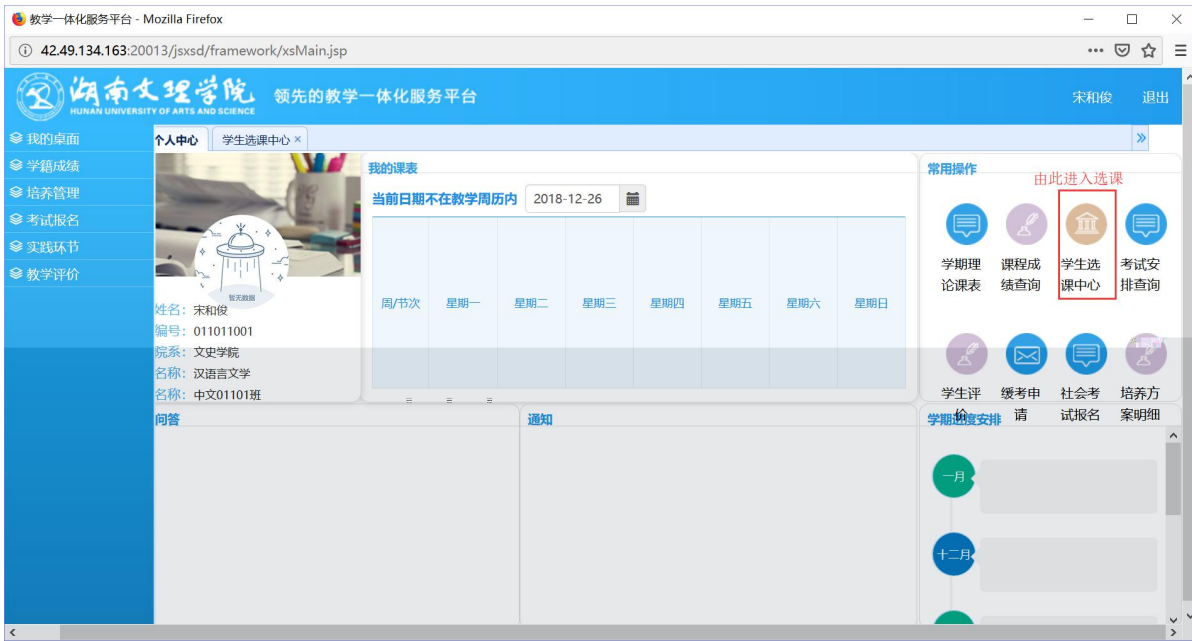 教学一体化服务平台 - Mozilla Firefox
42.49.134.163:20013/jsxsd/framework/xsMain.jsp
湖南文理学院
HUNAN UNIVERSITY OF ARTS AND SCIENCE
领先的教学一体化服务平台
宋和俊 退出
我的桌面
学籍成绩
培养管理
考试报名
实践环节
教学评价
个人中心 学生选课中心 ×
暂无数据
姓名：宋和俊
编号：011011001
院系：文史学院
名称：汉语言文学
名称：中文01101班
我的课表
当前日期不在教学周历内 2018-12-26
周/节次 星期一 星期二 星期三 星期四 星期五 星期六 星期日
常用操作
由此进入选课
学期理论课表
课程成绩查询
学生选课中心
考试安排查询
学生评价
缓考申请
社会考试报名
培养方案明细
问答
通知
学期进度安排
一月
十二月